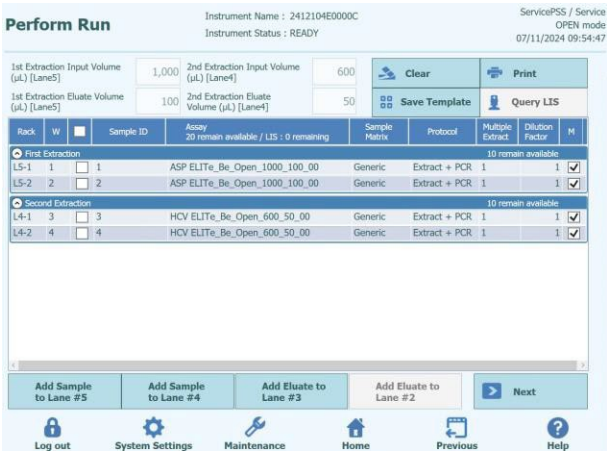 Perform Run
Instrument Name : 2412104E0000C
Instrument Status : READY
ServicePSS / Service
OPEN mode
07/11/2024 09:54:47
1st Extraction Input Volume
(µL) [Lane5]
1,000
2nd Extraction Input Volume
(µL) [Lane4]
600
Clear
Print
1st Extraction Eluate Volume
(µL) [Lane5]
100
2nd Extraction Eluate
Volume (µL) [Lane4]
50
Save Template
Query LIS
Rack W Sample ID Assay
20 remain available / LIS : 0 remaining Sample
Matrix Protocol Multiple
Extract Dilution
Factor M
First Extraction 10 remain available
L5-1 1 1 ASP ELITe_Be_Open_1000_100_00 Generic Extract + PCR 1 1
L5-2 2 2 ASP ELITe_Be_Open_1000_100_00 Generic Extract + PCR 1 1
Second Extraction 10 remain available
L4-1 3 3 HCV ELITe_Be_Open_600_50_00 Generic Extract + PCR 1 1
L4-2 4 4 HCV ELITe_Be_Open_600_50_00 Generic Extract + PCR 1 1
Add Sample
to Lane #5
Add Sample
to Lane #4
Add Eluate to
Lane #3
Add Eluate to
Lane #2
Next
Log out
System Settings
Maintenance
Home
Previous
Help